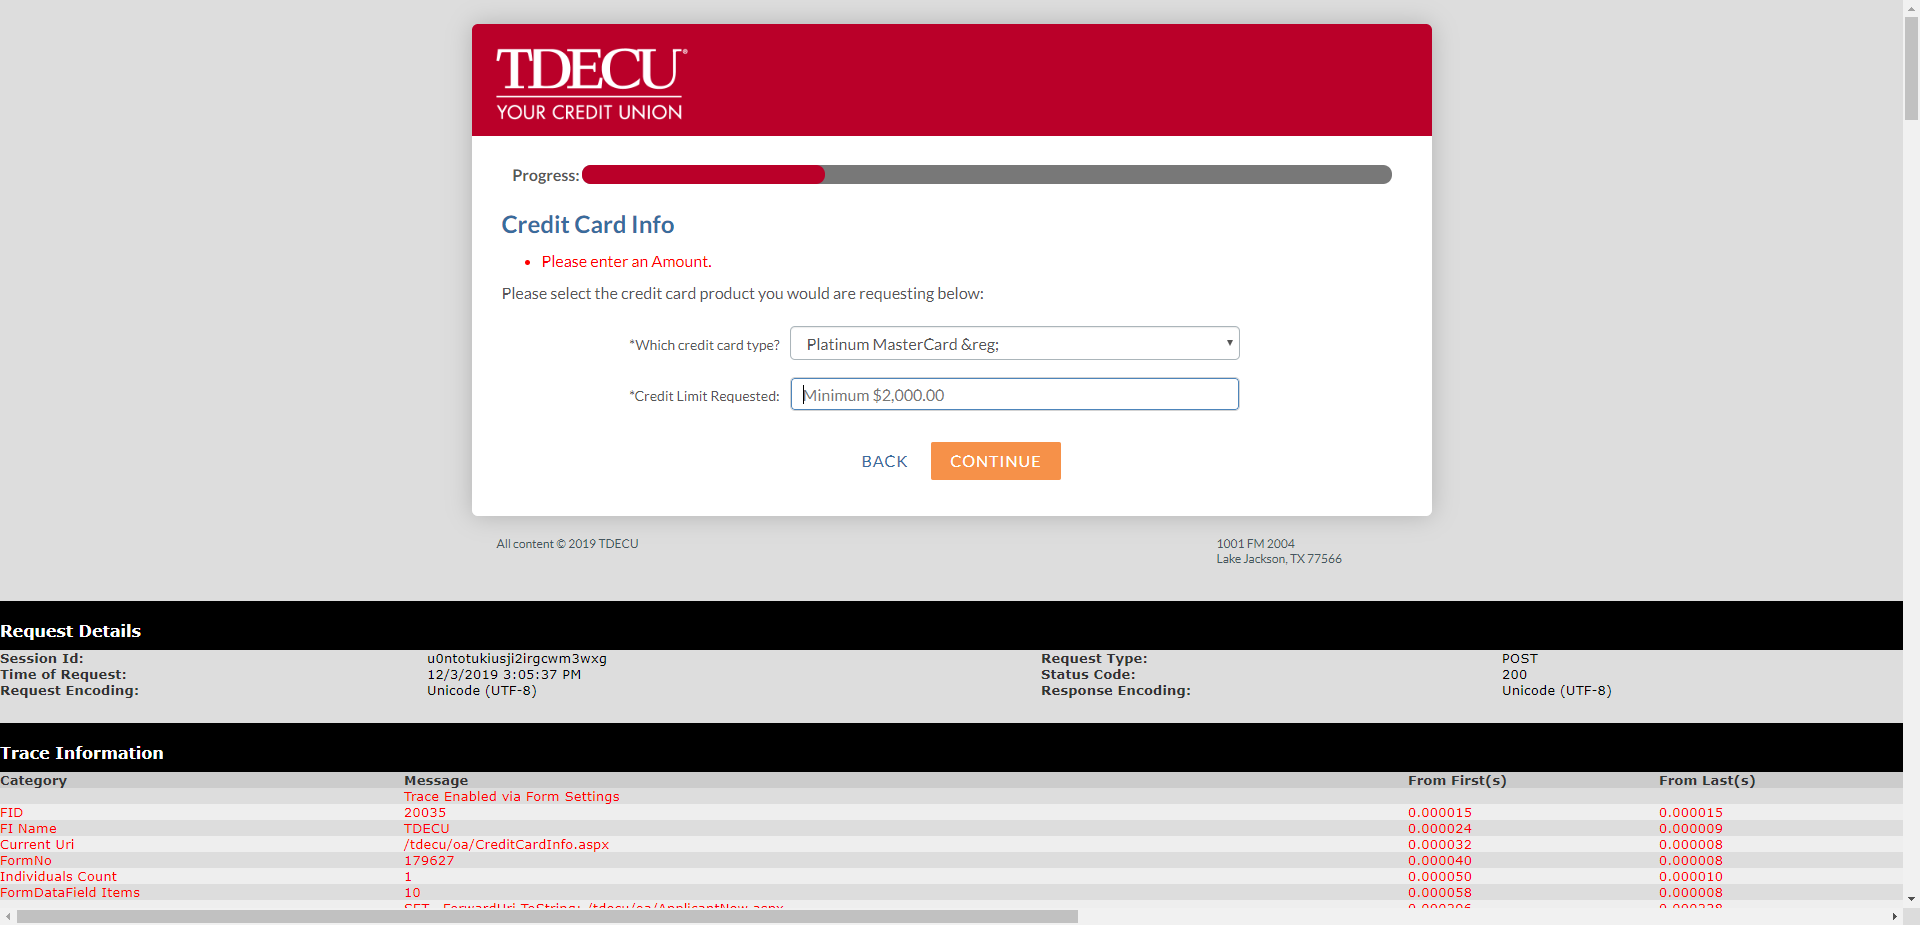 TDECU®
YOUR CREDIT UNION
Progress:
Credit Card Info
Please enter an Amount.
Please select the credit card product you would are requesting below:
*Which credit card type? Platinum MasterCard &reg;
*Credit Limit Requested: Minimum $2,000.00
BACK CONTINUE
All content © 2019 TDECU 1001 FM 2004
Lake Jackson, TX 77566
Request Details
Session Id: u0ntotukiusji2irgcwm3wxg Request Type: POST
Time of Request: 12/3/2019 3:05:37 PM Status Code: 200
Request Encoding: Unicode (UTF-8) Response Encoding: Unicode (UTF-8)
Trace Information
Category Message From First(s) From Last(s)
Trace Enabled via Form Settings
FID 20035 0.000015 0.000015
FI Name TDECU 0.000024 0.000009
Current Uri /tdecu/oa/CreditCardInfo.aspx 0.000032 0.000008
FormNo 179627 0.000040 0.000008
Individuals Count 1 0.000050 0.000010
FormDataField Items 10 0.000058 0.000008